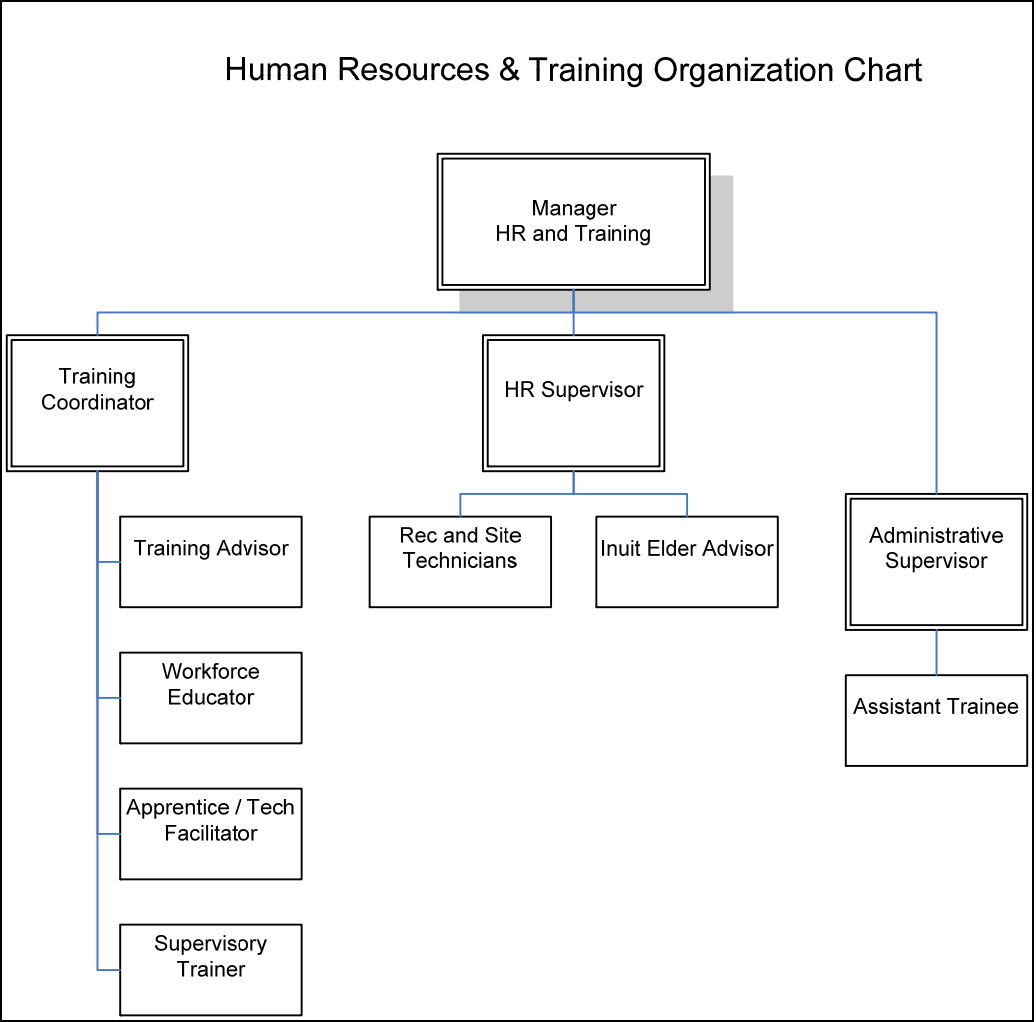 Human Resources & Training Organization Chart
Manager
HR and Training
Training
Coordinator
HR Supervisor
Training Advisor
Rec and Site
Technicians
Inuit Elder Advisor
Administrative
Supervisor
Workforce
Educator
Assistant Trainee
Apprentice / Tech
Facilitator
Supervisory
Trainer